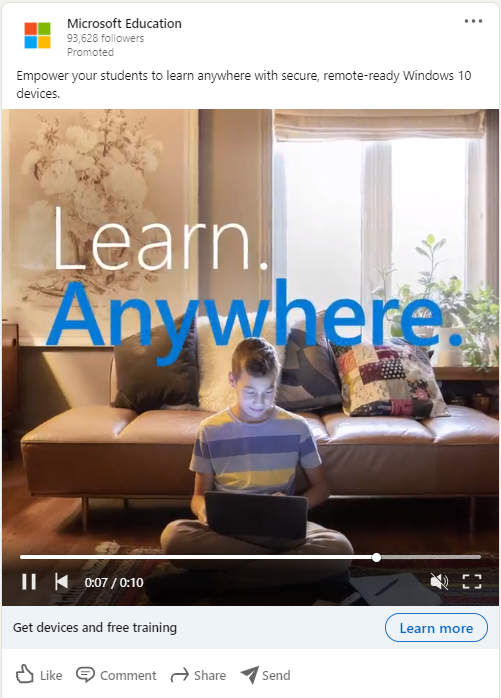 Microsoft Education
93,628 followers
Promoted
Empower your students to learn anywhere with secure, remote-ready Windows 10
devices.
Learn.
Anywhere.
0:07 / 0:10
Get devices and free training
Learn more
Like
Comment
Share
Send